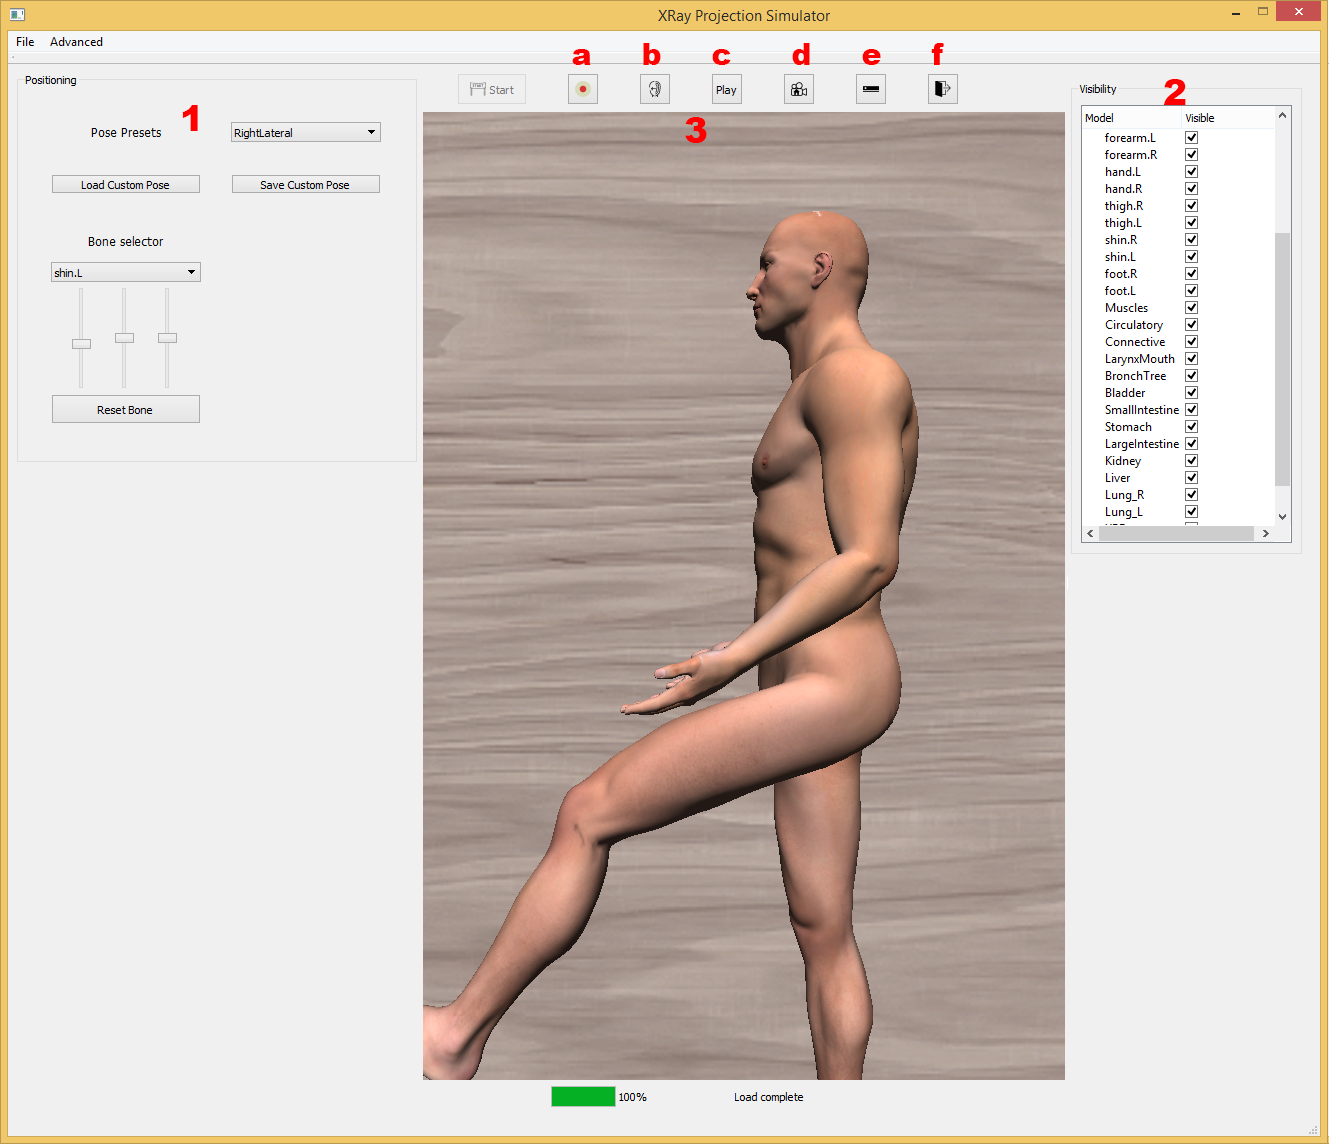 XRay Projection Simulator
File Advanced
a b c d e f
Start Play
Positioning
1
Pose Presets RightLateral
Load Custom Pose Save Custom Pose
Bone selector
shin.L
Reset Bone
3
Visibility
2
Model Visible
forearm.L
forearm.R
hand.L
hand.R
thigh.R
thigh.L
shin.R
shin.L
foot.R
foot.L
Muscles
Circulatory
Connective
LarynxMouth
BronchTree
Bladder
SmallIntestine
Stomach
LargeIntestine
Kidney
Liver
Lung_R
Lung_L
100% Load complete